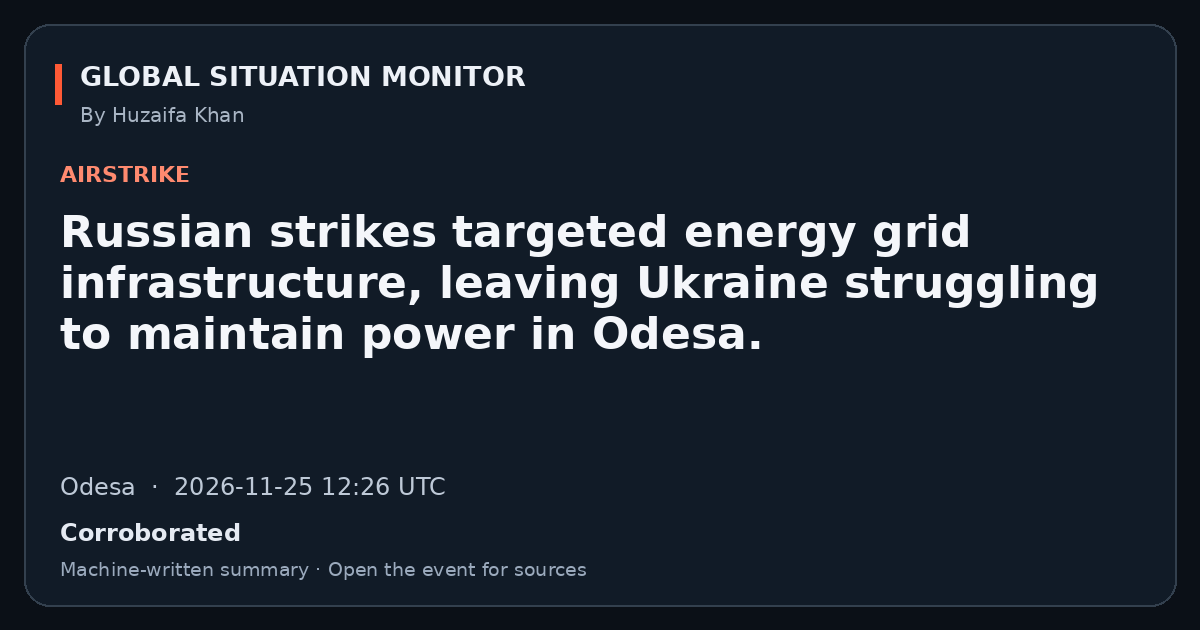 GLOBAL SITUATION MONITOR
By Huzaifa Khan
AIRSTRIKE
Russian strikes targeted energy grid
infrastructure, leaving Ukraine struggling
to maintain power in Odesa.
Odesa · 2026-11-25 12:26 UTC
Corroborated
Machine-written summary · Open the event for sources